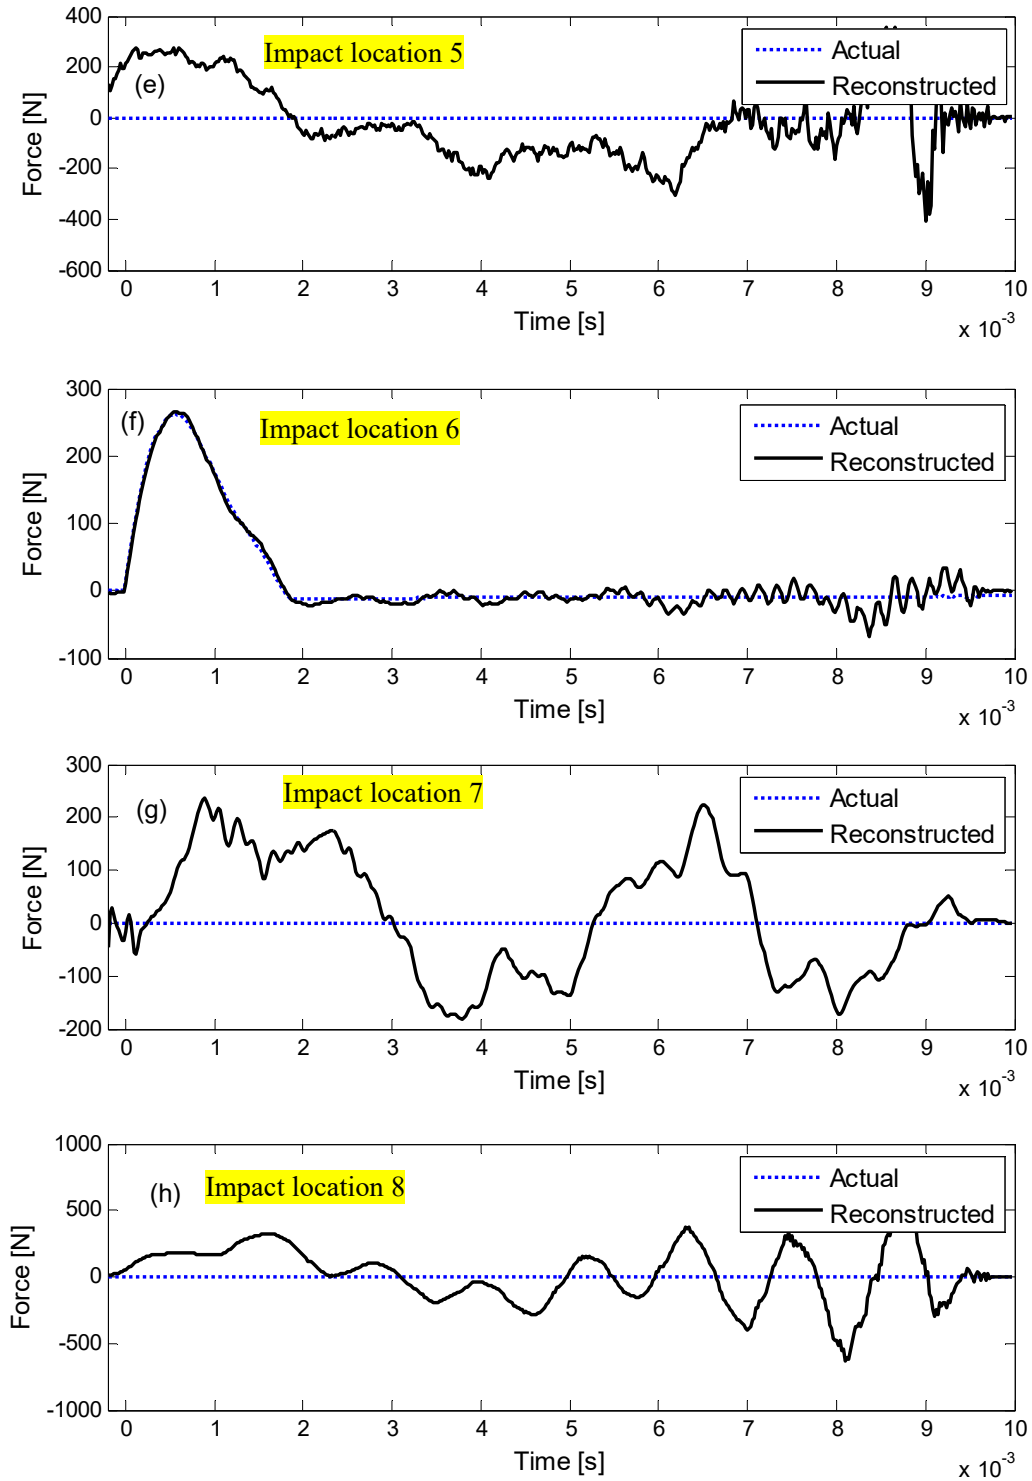 400
200
0
-200
-400
-600
Force [N]
(e)
Impact location 5
Actual
Reconstructed
0 1 2 3 4 5 6 7 8 9 10
Time [s]
x 10-3
300
200
100
0
-100
Force [N]
(f)
Impact location 6
Actual
Reconstructed
0 1 2 3 4 5 6 7 8 9 10
Time [s]
x 10-3
300
200
100
0
-100
-200
Force [N]
(g)
Impact location 7
Actual
Reconstructed
0 1 2 3 4 5 6 7 8 9 10
Time [s]
x 10-3
1000
500
0
-500
-1000
Force [N]
(h)
Impact location 8
Actual
Reconstructed
0 1 2 3 4 5 6 7 8 9 10
Time [s]
x 10-3